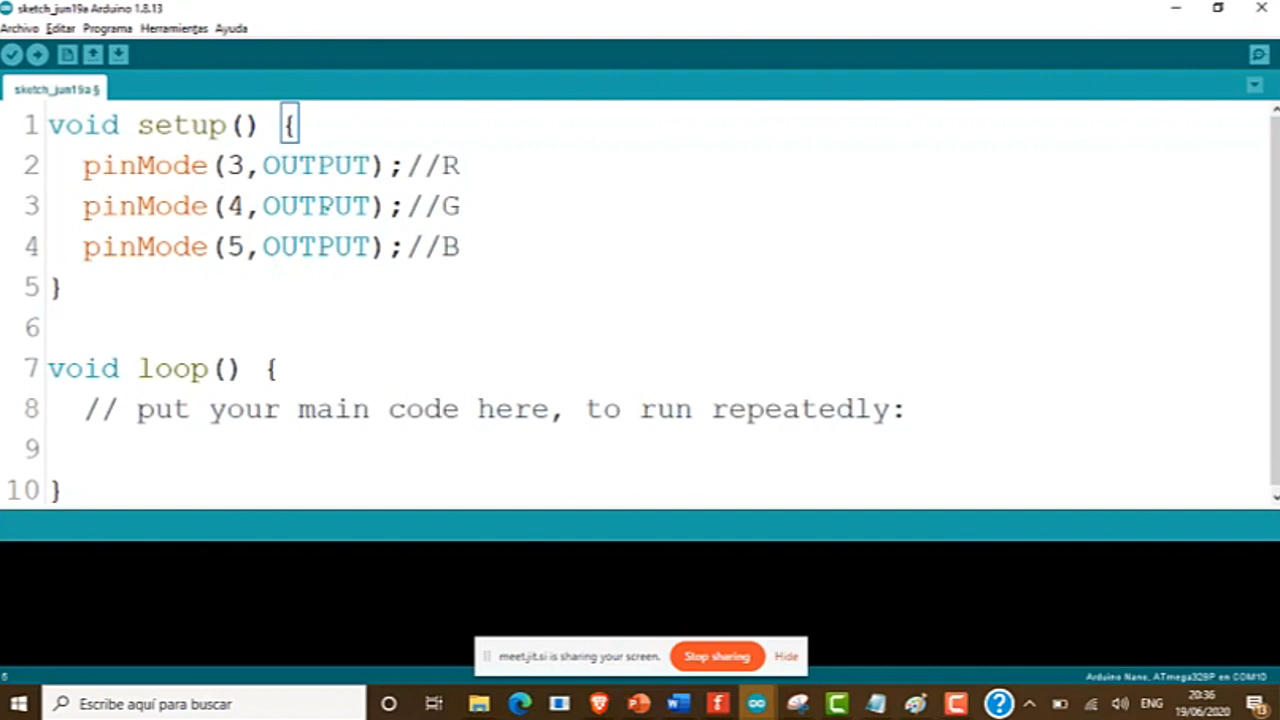 sketch_jun19a Arduino 1.8.13
Archivo Editar Programa Herramientas Ayuda
sketch_jun19a §
1 void setup() {
2 pinMode(3,OUTPUT);//R
3 pinMode(4,OUTPUT);//G
4 pinMode(5,OUTPUT);//B
5 }
6
7 void loop() {
8 // put your main code here, to run repeatedly:
9
10 }
meet.jit.si is sharing your screen. Stop sharing Hide
Arduino Nano, ATmega328P en COM10
Escribe aquí para buscar
ENG
20:36
19/06/2020